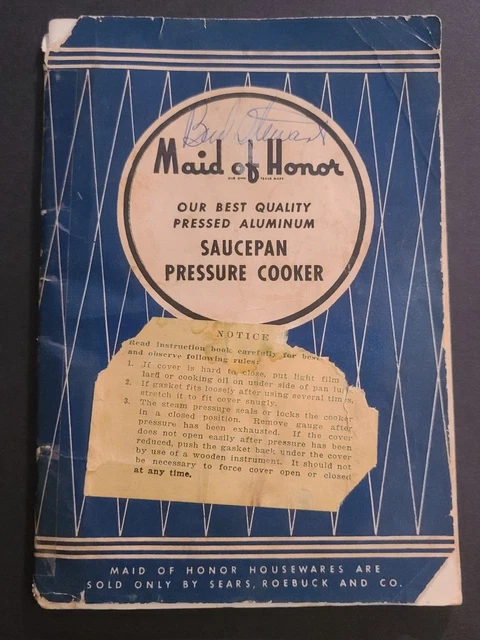 Bud Stewart
Maid of Honor
OUR BEST QUALITY
PRESSED ALUMINUM
SAUCEPAN
PRESSURE COOKER
NOTICE
Read instruction book carefully for
and observe following rules:
1. If cover is hard to close, put light film
lard or cooking oil on under side of pan
2. If gasket fits loosely after using several times,
stretch it to fit cover snugly.
3. The steam pressure seals or locks the cooker
in a closed position. Remove gauge after
pressure has been exhausted. If the cover
does not open easily after pressure has been
reduced, push the gasket back under the cover
by use of a wooden instrument. It should not
be necessary to force cover open or closed
at any time.
MAID OF HONOR HOUSEWARES ARE
SOLD ONLY BY SEARS, ROEBUCK AND CO.